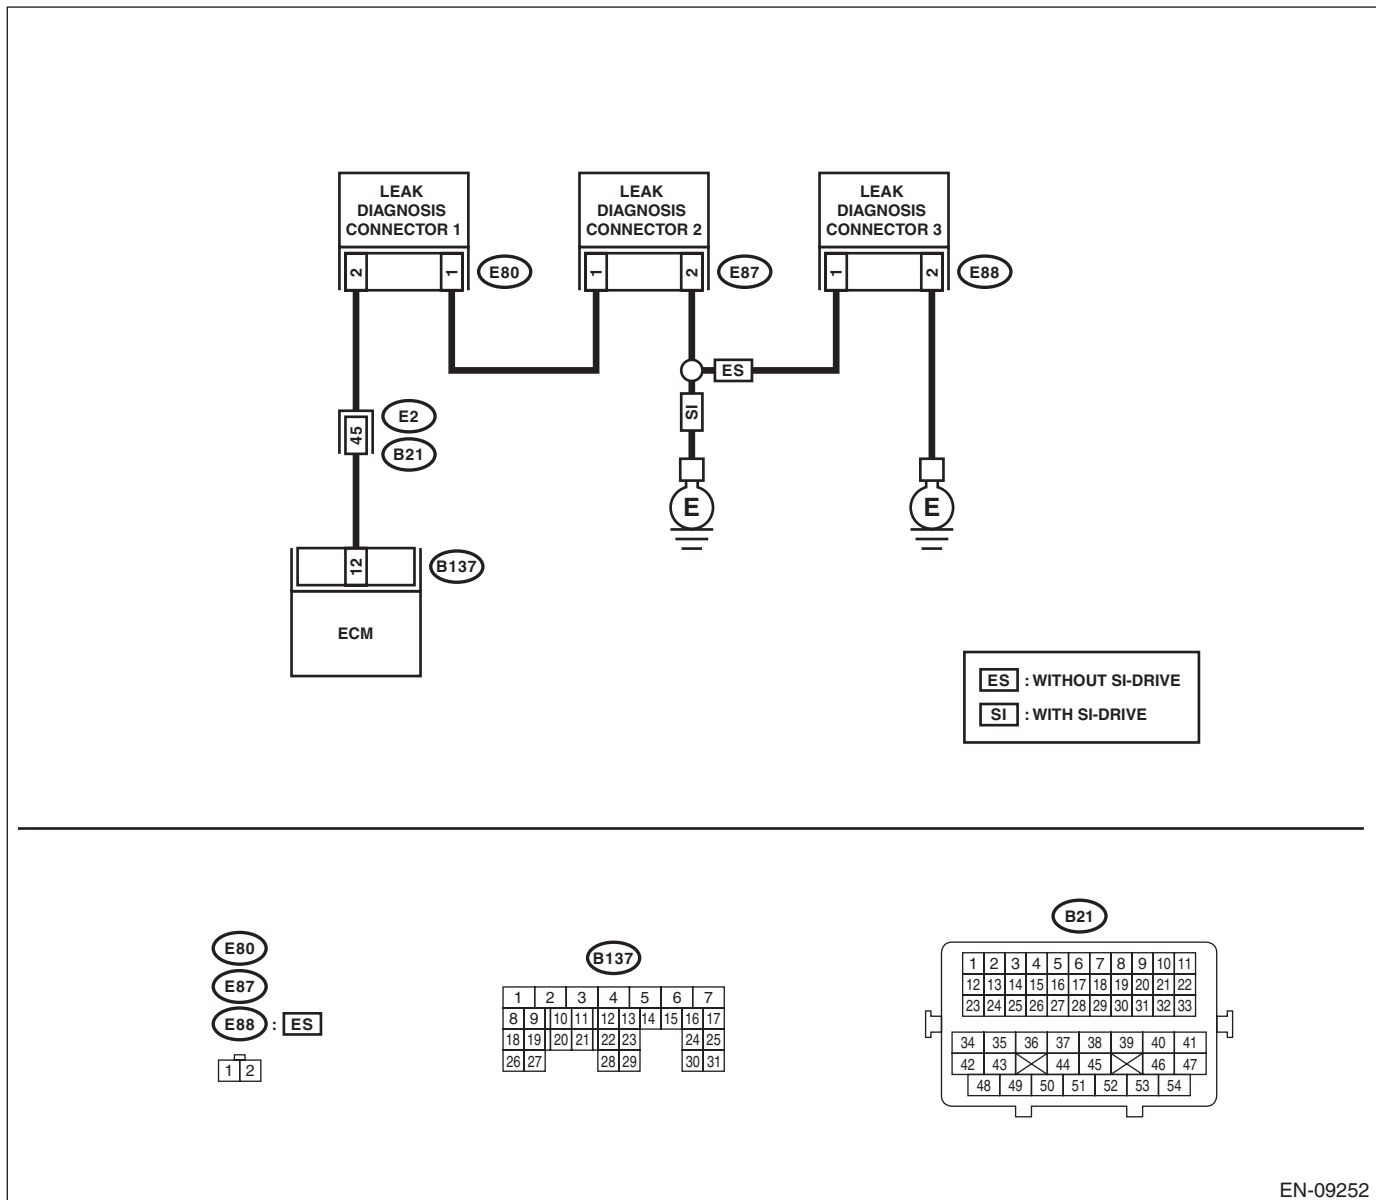 LEAK
DIAGNOSIS
CONNECTOR 1
LEAK
DIAGNOSIS
CONNECTOR 2
LEAK
DIAGNOSIS
CONNECTOR 3
2 1 E80 1 2 E87 1 2 E88
ES
SI
45 E2
B21
E E
12 B137
ECM
ES : WITHOUT SI-DRIVE
SI : WITH SI-DRIVE
E80
E87
E88 : ES
1 2
B137
1 2 3 4 5 6 7
8 9 10 11 12 13 14 15 16 17
18 19 20 21 22 23 24 25
26 27 28 29 30 31
B21
1 2 3 4 5 6 7 8 9 10 11
12 13 14 15 16 17 18 19 20 21 22
23 24 25 26 27 28 29 30 31 32 33
34 35 36 37 38 39 40 41
42 43 44 45 46 47
48 49 50 51 52 53 54
EN-09252